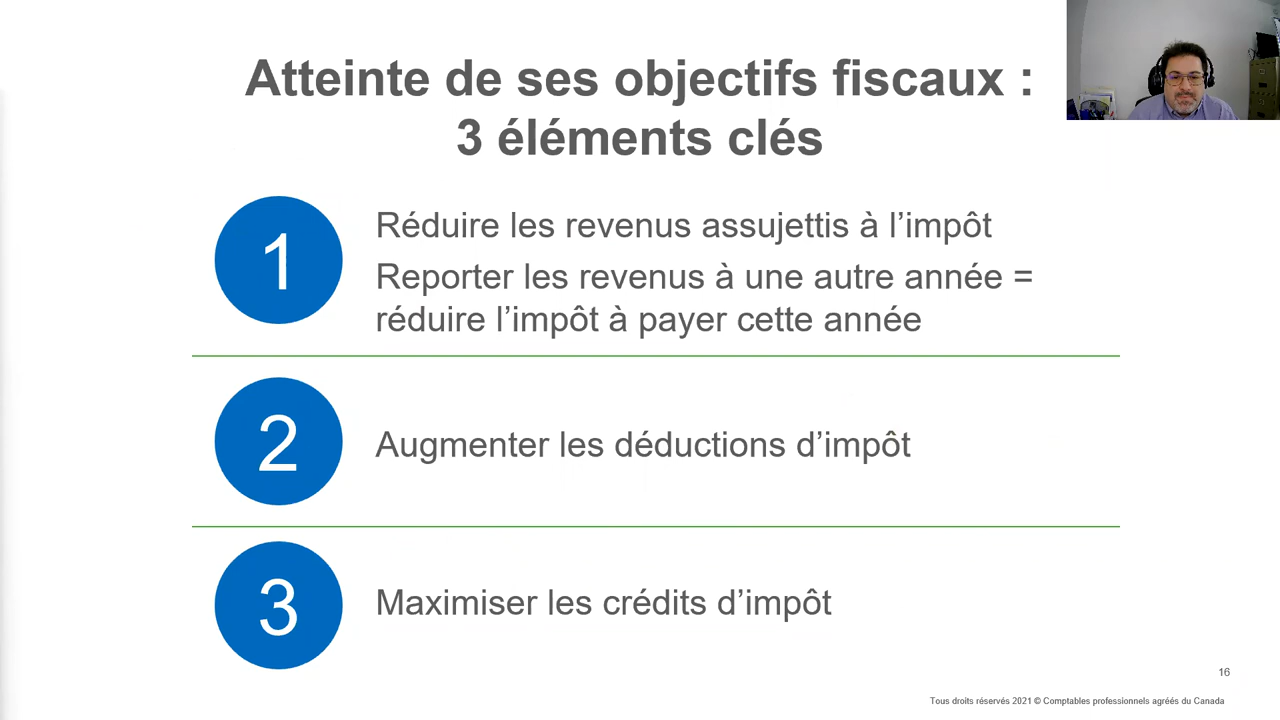 Atteinte de ses objectifs fiscaux :
3 éléments clés
1
Réduire les revenus assujettis à l’impôt
Reporter les revenus à une autre année =
réduire l’impôt à payer cette année
2
Augmenter les déductions d’impôt
3
Maximiser les crédits d’impôt
16
Tous droits réservés 2021 © Comptables professionnels agréés du Canada